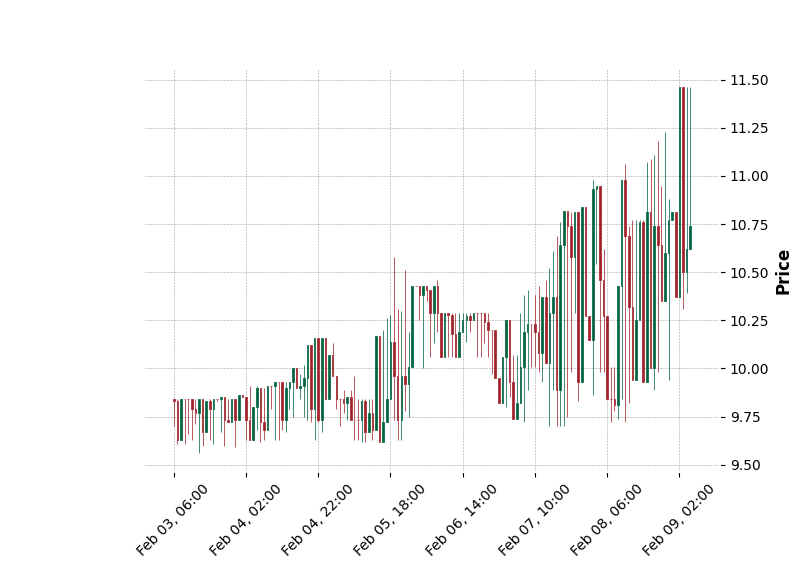 11.50
11.25
11.00
10.75
10.50
10.25
10.00
9.75
9.50
Price
Feb 03, 06:00
Feb 04, 02:00
Feb 04, 22:00
Feb 05, 18:00
Feb 06, 14:00
Feb 07, 10:00
Feb 08, 06:00
Feb 09, 02:00